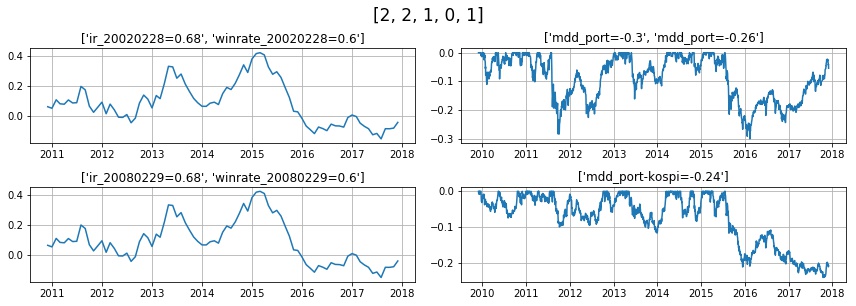 [2, 2, 1, 0, 1]
['ir_20020228=0.68', 'winrate_20020228=0.6']
0.4
0.2
0.0
2011 2012 2013 2014 2015 2016 2017 2018
['mdd_port=-0.3', 'mdd_port=-0.26']
0.0
−0.1
−0.2
−0.3
2010 2011 2012 2013 2014 2015 2016 2017 2018
['ir_20080229=0.68', 'winrate_20080229=0.6']
0.4
0.2
0.0
2011 2012 2013 2014 2015 2016 2017 2018
['mdd_port-kospi=-0.24']
0.0
−0.1
−0.2
2010 2011 2012 2013 2014 2015 2016 2017 2018